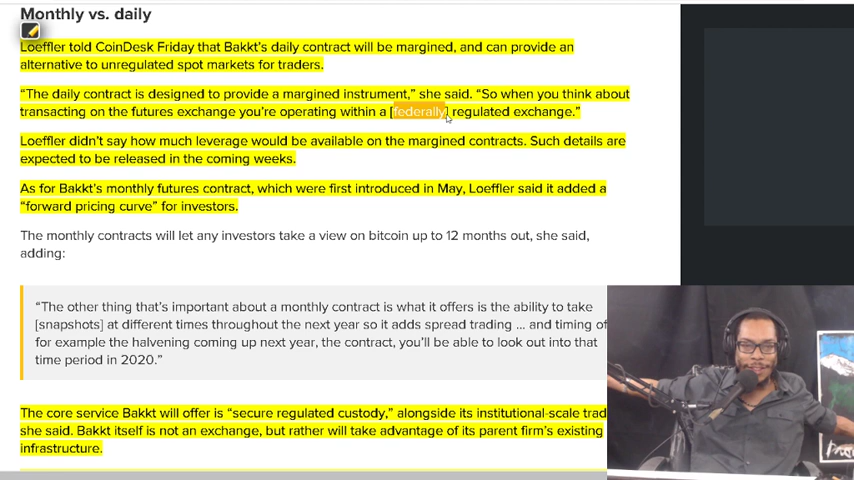 Monthly vs. daily
Loeffler told CoinDesk Friday that Bakkt’s daily contract will be margined, and can provide an
alternative to unregulated spot markets for traders.
“The daily contract is designed to provide a margined instrument,” she said. “So when you think about
transacting on the futures exchange you’re operating within a [federally] regulated exchange.”
Loeffler didn’t say how much leverage would be available on the margined contracts. Such details are
expected to be released in the coming weeks.
As for Bakkt’s monthly futures contract, which were first introduced in May, Loeffler said it added a
“forward pricing curve” for investors.
The monthly contracts will let any investors take a view on bitcoin up to 12 months out, she said,
adding:
“The other thing that’s important about a monthly contract is what it offers is the ability to take
[snapshots] at different times throughout the next year so it adds spread trading ... and timing of
for example the halvening coming up next year, the contract, you’ll be able to look out into that
time period in 2020.”
The core service Bakkt will offer is “secure regulated custody,” alongside its institutional-scale trad
she said. Bakkt itself is not an exchange, but rather will take advantage of its parent firm’s existing
infrastructure.